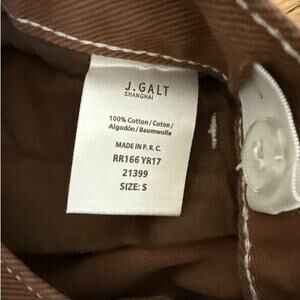 J.GALT
SHANGHAI
100% Cotton/Coton/
Algodón/Baumwolle
MADE IN P. R. C.
RR166 YR17
21399
SIZE: S